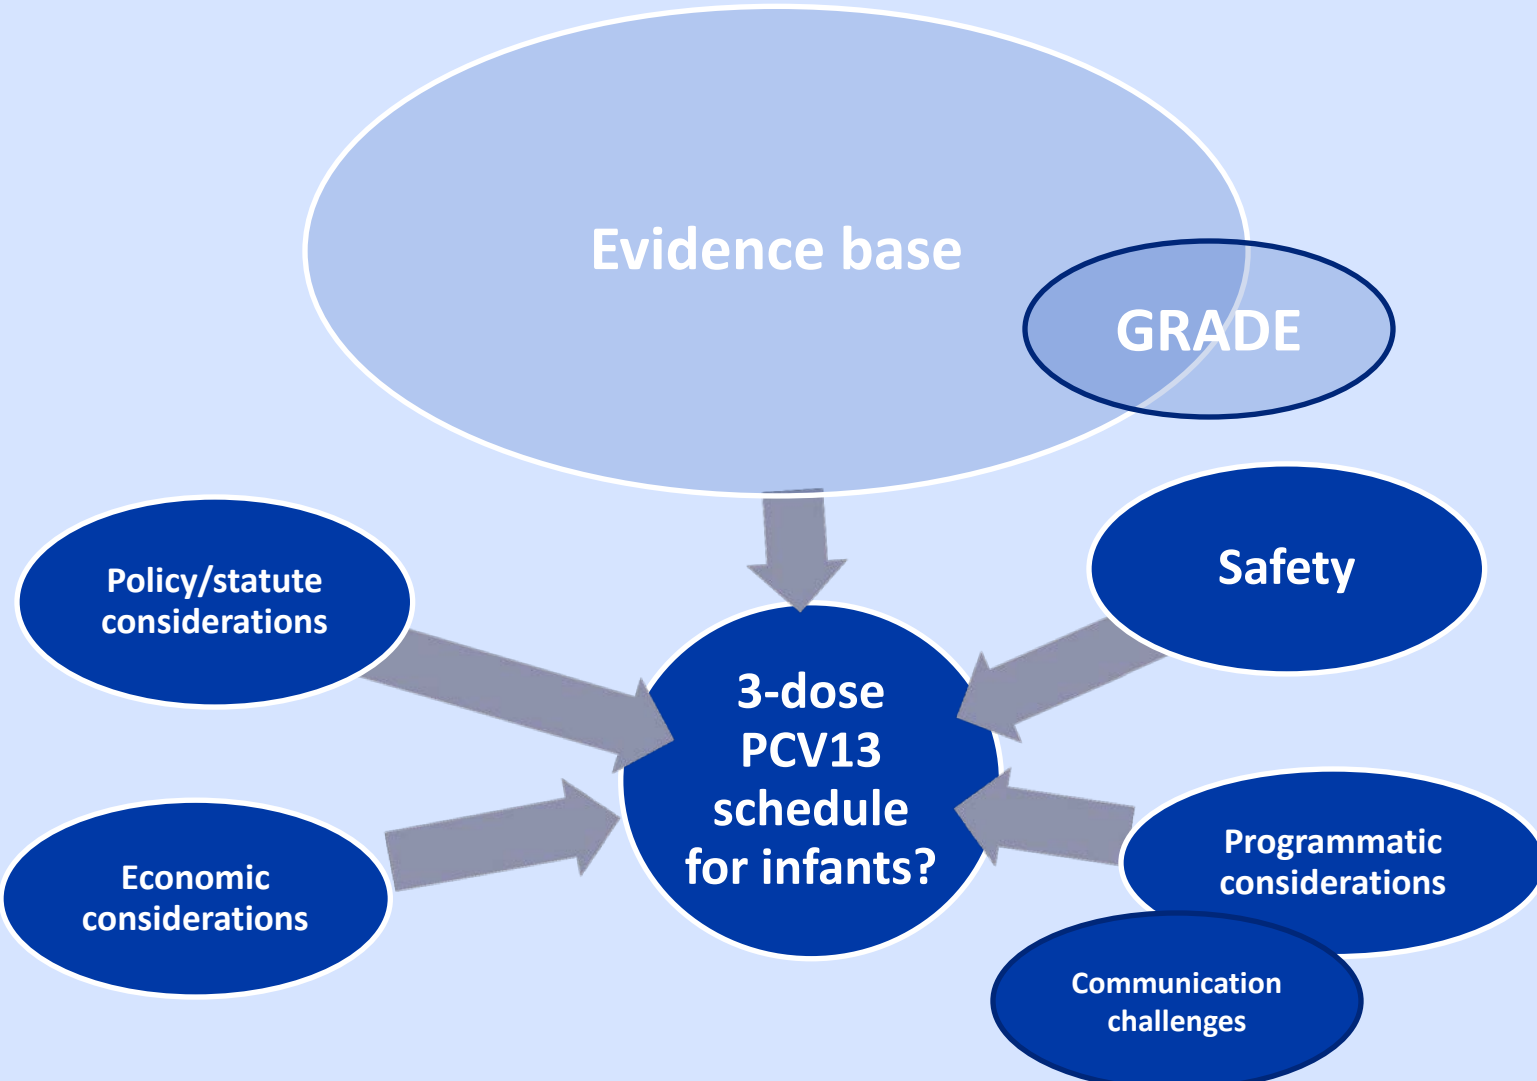 Evidence base
GRADE
Policy/statute
considerations
Safety
3-dose
PCV13
schedule
for infants?
Economic
considerations
Programmatic
considerations
Communication
challenges